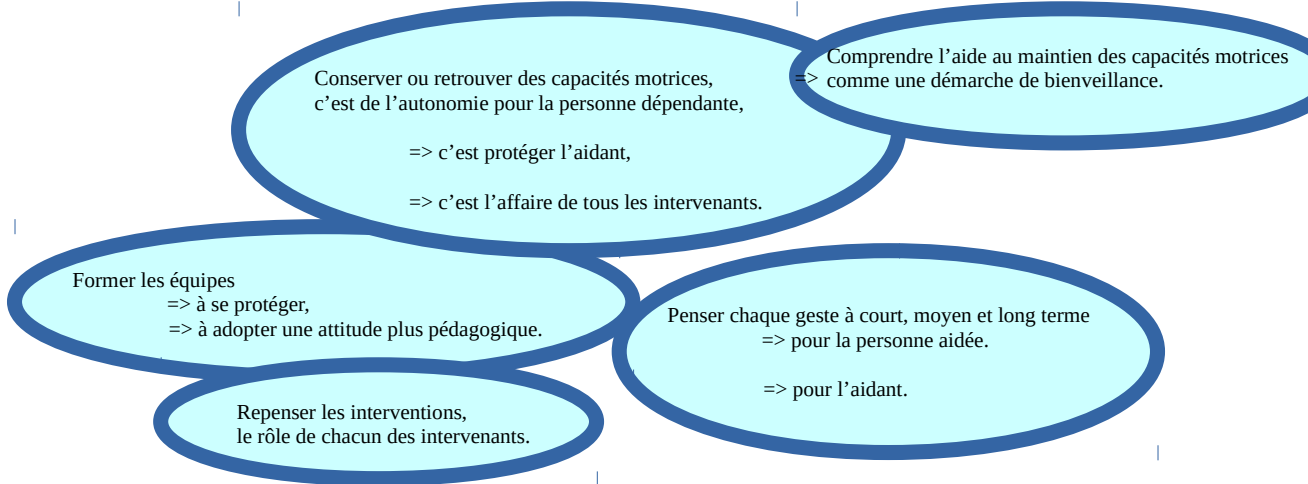 Conserver ou retrouver des capacités motrices,
c’est de l’autonomie pour la personne dépendante,
=> c’est protéger l’aidant,
=> c’est l’affaire de tous les intervenants.
Comprendre l’aide au maintien des capacités motrices
=> comme une démarche de bienveillance.
Former les équipes
=> à se protéger,
=> à adopter une attitude plus pédagogique.
Penser chaque geste à court, moyen et long terme
=> pour la personne aidée.
=> pour l’aidant.
Repenser les interventions,
le rôle de chacun des intervenants.